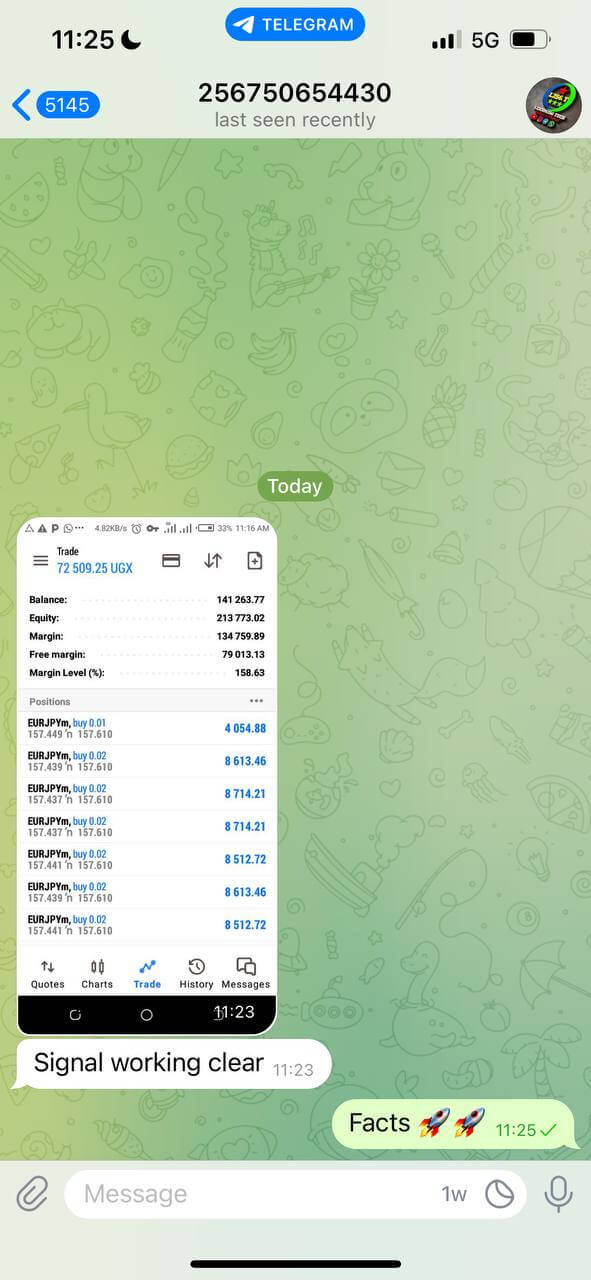 11:25
TELEGRAM
5G
5145
256750654430
last seen recently
Today
4.82KB/s 33% 11:16 AM
Trade
72 509.25 UGX
Balance: 141 263.77
Equity: 213 773.02
Margin: 134 759.89
Free margin: 79 013.13
Margin Level (%): 158.63
Positions
EURJPYm, buy 0.01
157.449 157.610
4 054.88
EURJPYm, buy 0.02
157.439 157.610
8 613.46
EURJPYm, buy 0.02
157.437 157.610
8 714.21
EURJPYm, buy 0.02
157.437 157.610
8 714.21
EURJPYm, buy 0.02
157.441 157.610
8 512.72
EURJPYm, buy 0.02
157.439 157.610
8 613.46
EURJPYm, buy 0.02
157.441 157.610
8 512.72
Quotes Charts Trade History Messages
11:23
Signal working clear 11:23
Facts 🚀 🚀 11:25
Message 1w